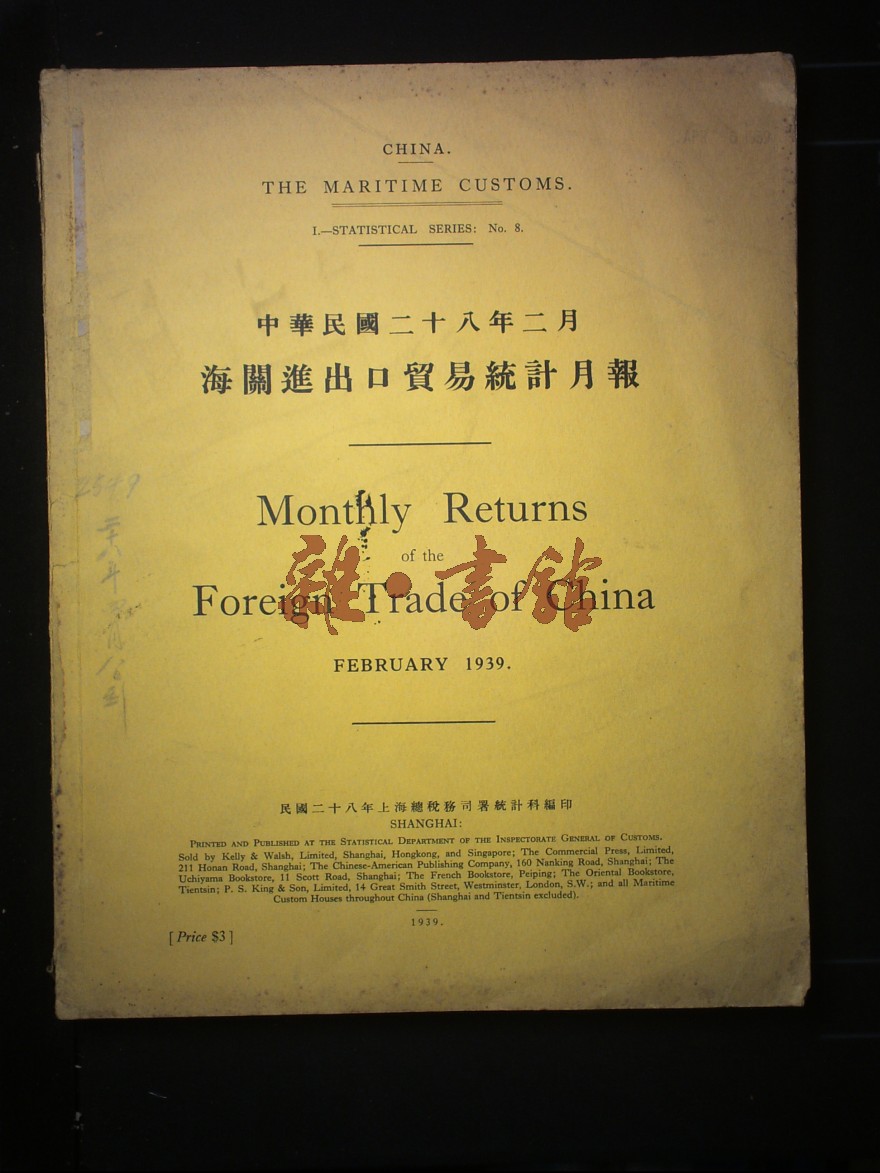 CHINA.
THE MARITIME CUSTOMS.
I.—STATISTICAL SERIES: No. 8.
中華民國二十八年二月
海關進出口貿易統計月報
Monthly Returns
of the
Foreign Trade of China
雜·書館
FEBRUARY 1939.
2549
民國二十八年上海總稅務司署統計科編印
SHANGHAI:
PRINTED AND PUBLISHED AT THE STATISTICAL DEPARTMENT OF THE INSPECTORATE GENERAL OF CUSTOMS.
Sold by Kelly & Walsh, Limited, Shanghai, Hongkong, and Singapore; The Commercial Press, Limited,
211 Honan Road, Shanghai; The Chinese-American Publishing Company, 160 Nanking Road, Shanghai; The
Uchiyama Bookstore, 11 Scott Road, Shanghai; The French Bookstore, Peiping; The Oriental Bookstore,
Tientsin; P. S. King & Son, Limited, 14 Great Smith Street, Westminster, London, S.W.; and all Maritime
Custom Houses throughout China (Shanghai and Tientsin excluded).
1939.
[Price $3]